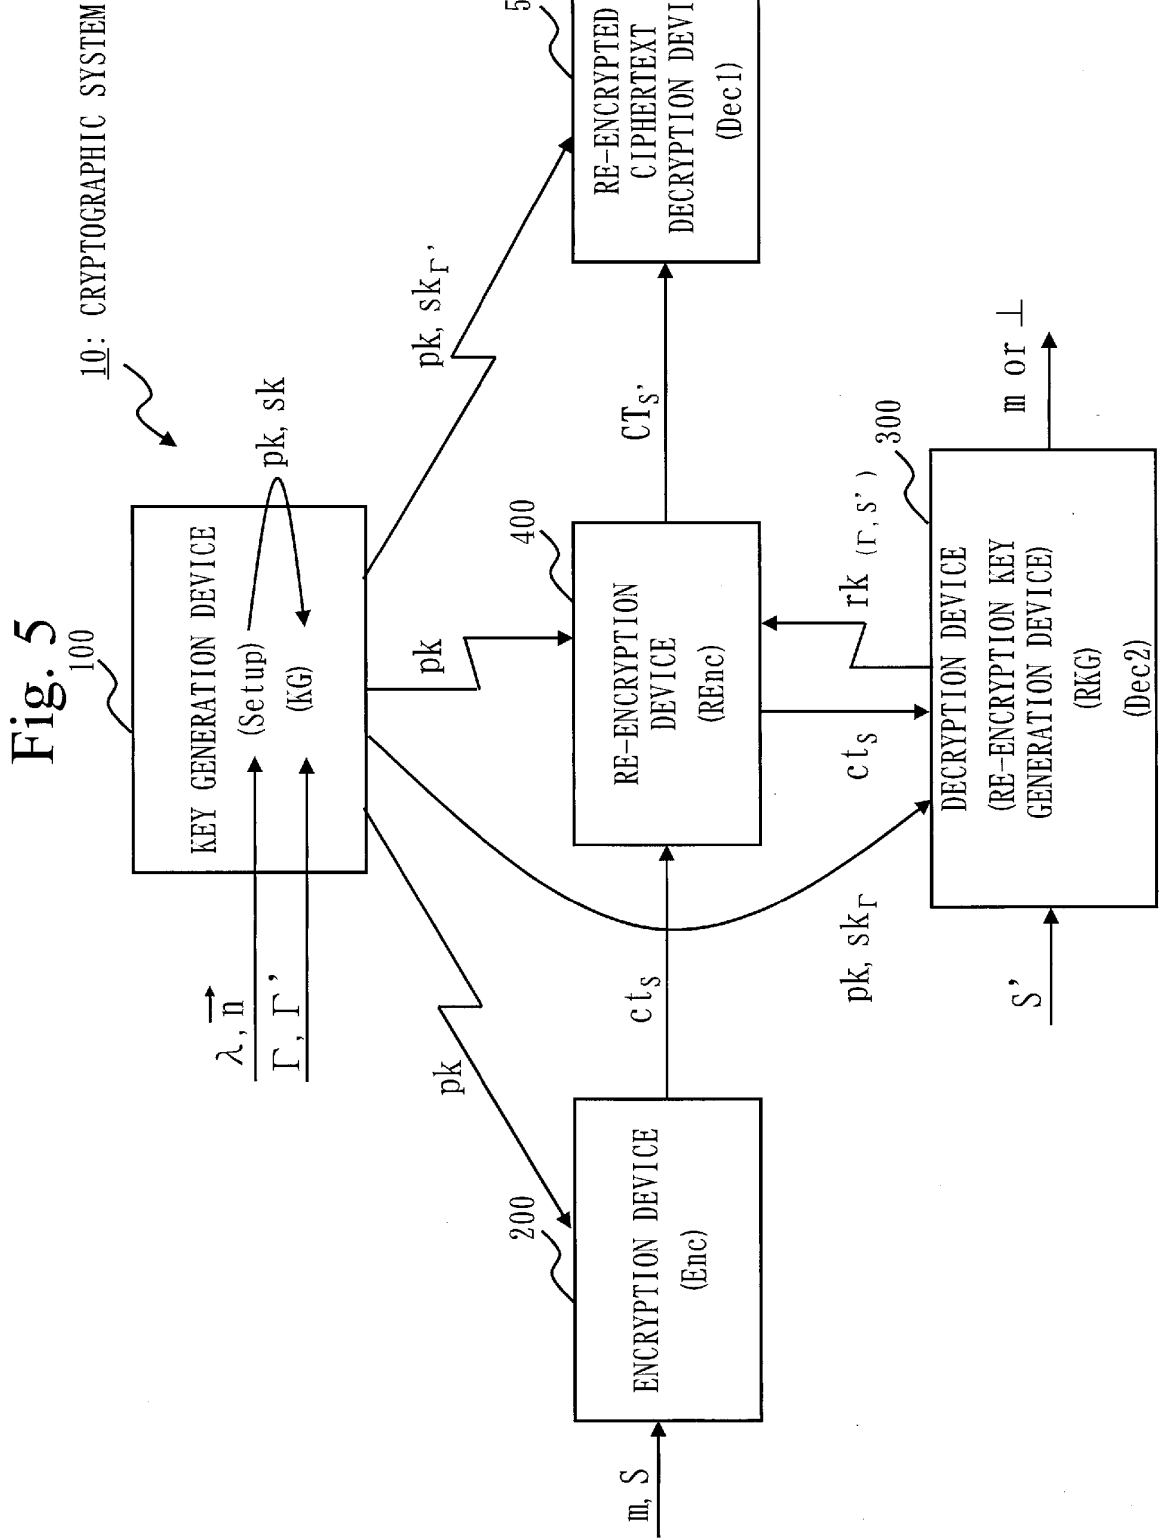 Fig. 5
10: CRYPTOGRAPHIC SYSTEM
100
KEY GENERATION DEVICE
(Setup)
(KG)
pk, sk
λ, n⃗
Γ, Γ'
pk
pk
pk, skΓ'
pk, skΓ
200
ENCRYPTION DEVICE
(Enc)
m, S
ctS
400
RE-ENCRYPTION
DEVICE
(REnc)
CTS'
RE-ENCRYPTED
CIPHERTEXT
DECRYPTION
(Dec1)
ctS
rk (Γ, S')
300
DECRYPTION DEVICE
(RE-ENCRYPTION KEY
GENERATION DEVICE)
(RKG)
(Dec2)
S'
m or ⊥